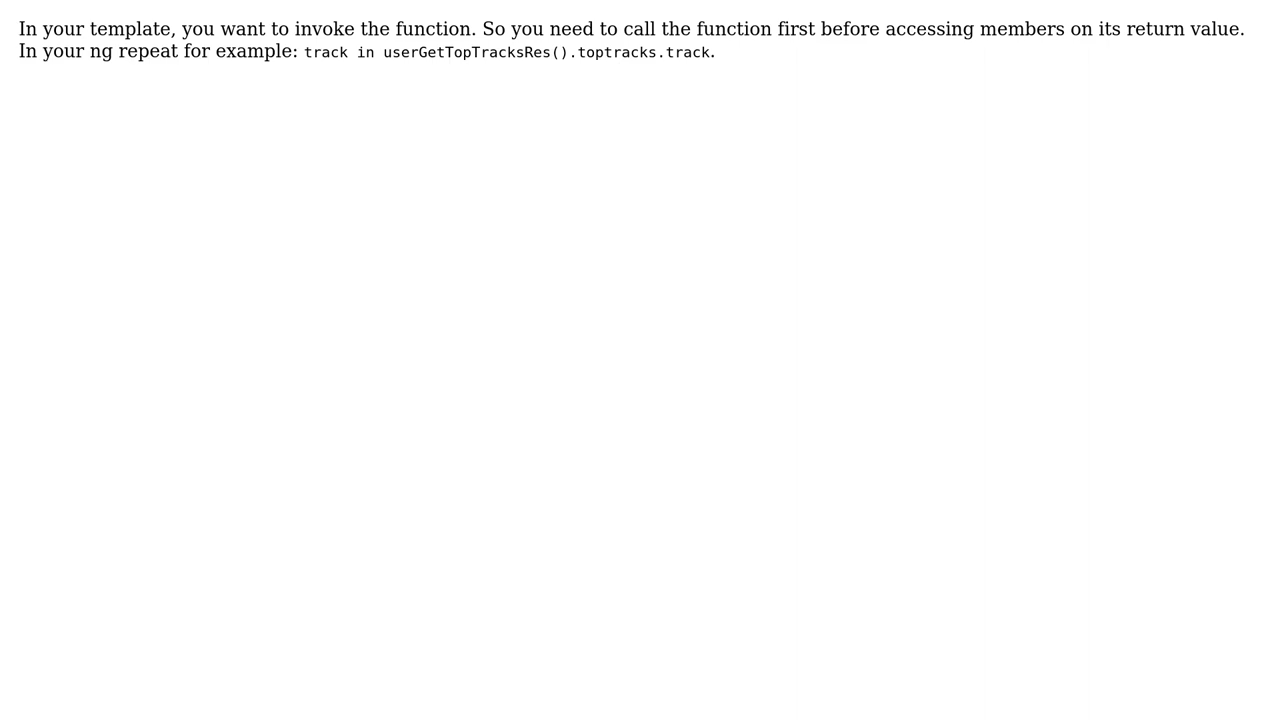 In your template, you want to invoke the function. So you need to call the function first before accessing members on its return value.
In your ng repeat for example: track in userGetTopTracksRes().toptracks.track.